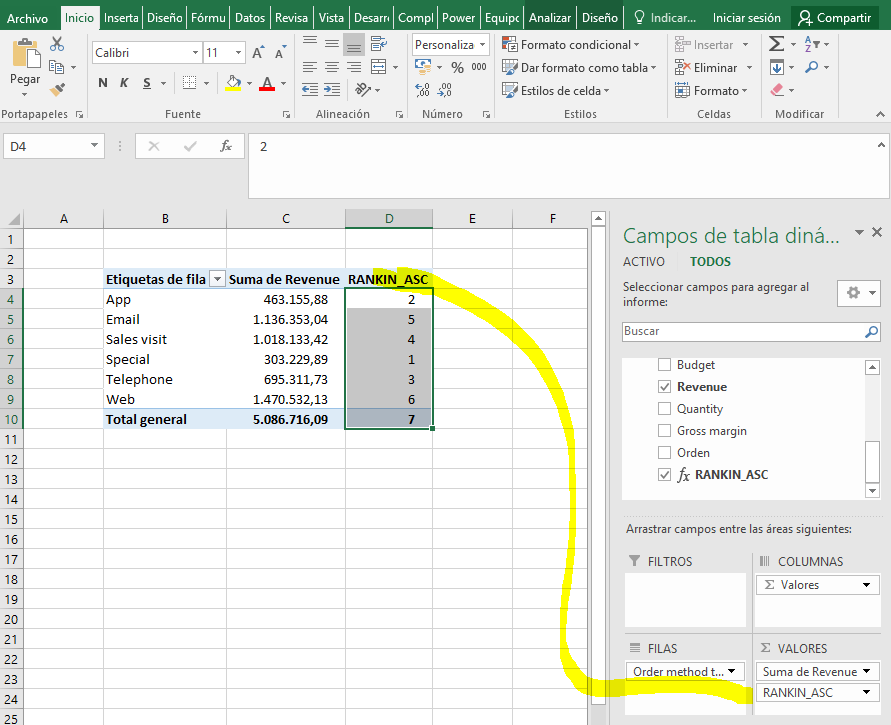 Archivo Inicio Inserta Diseño Fórmu Datos Revisa Vista Desarr Compl Power Equipo Analizar Diseño Indicar... Iniciar sesión Compartir
Pegar
Calibri 11
N K S
Personaliza
% 000
Formato condicional
Dar formato como tabla
Estilos de celda
Insertar
Eliminar
Formato
Portapapeles Fuente Alineación Número Estilos Celdas Modificar
D4 fx 2
A B C D E F
1
2
3 Etiquetas de fila Suma de Revenue RANKIN_ASC
4 App 463.155,88 2
5 Email 1.136.353,04 5
6 Sales visit 1.018.133,42 4
7 Special 303.229,89 1
8 Telephone 695.311,73 3
9 Web 1.470.532,13 6
10 Total general 5.086.716,09 7
11
12
13
14
15
16
17
18
19
20
21
22
23
24
25
Campos de tabla diná...
ACTIVO TODOS
Seleccionar campos para agregar al
informe:
Buscar
Budget
Revenue
Quantity
Gross margin
Orden
fx RANKIN_ASC
Arrastrar campos entre las áreas siguientes:
FILTROS COLUMNAS
Σ Valores
FILAS Σ VALORES
Order method t... Suma de Revenue
RANKIN_ASC